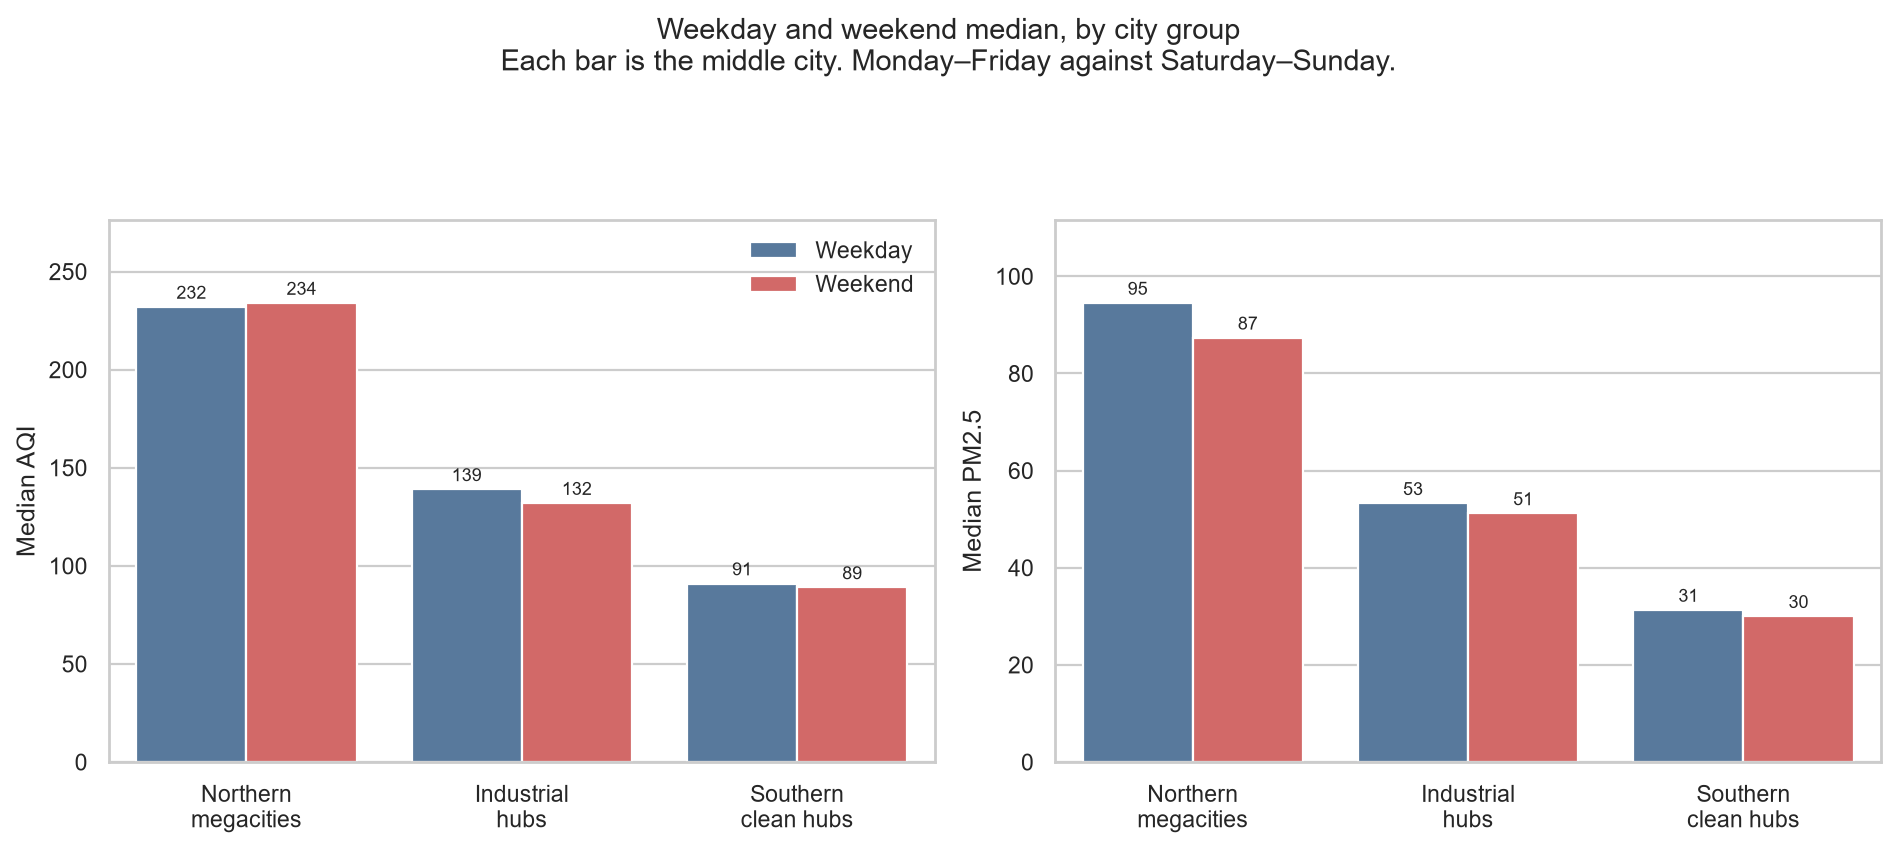 Weekday and weekend median, by city group
Each bar is the middle city. Monday–Friday against Saturday–Sunday.
Median AQI
250
200
150
100
50
0
Weekday
Weekend
232
234
139
132
91
89
Northern
megacities
Industrial
hubs
Southern
clean hubs
Median PM2.5
100
80
60
40
20
0
95
87
53
51
31
30
Northern
megacities
Industrial
hubs
Southern
clean hubs